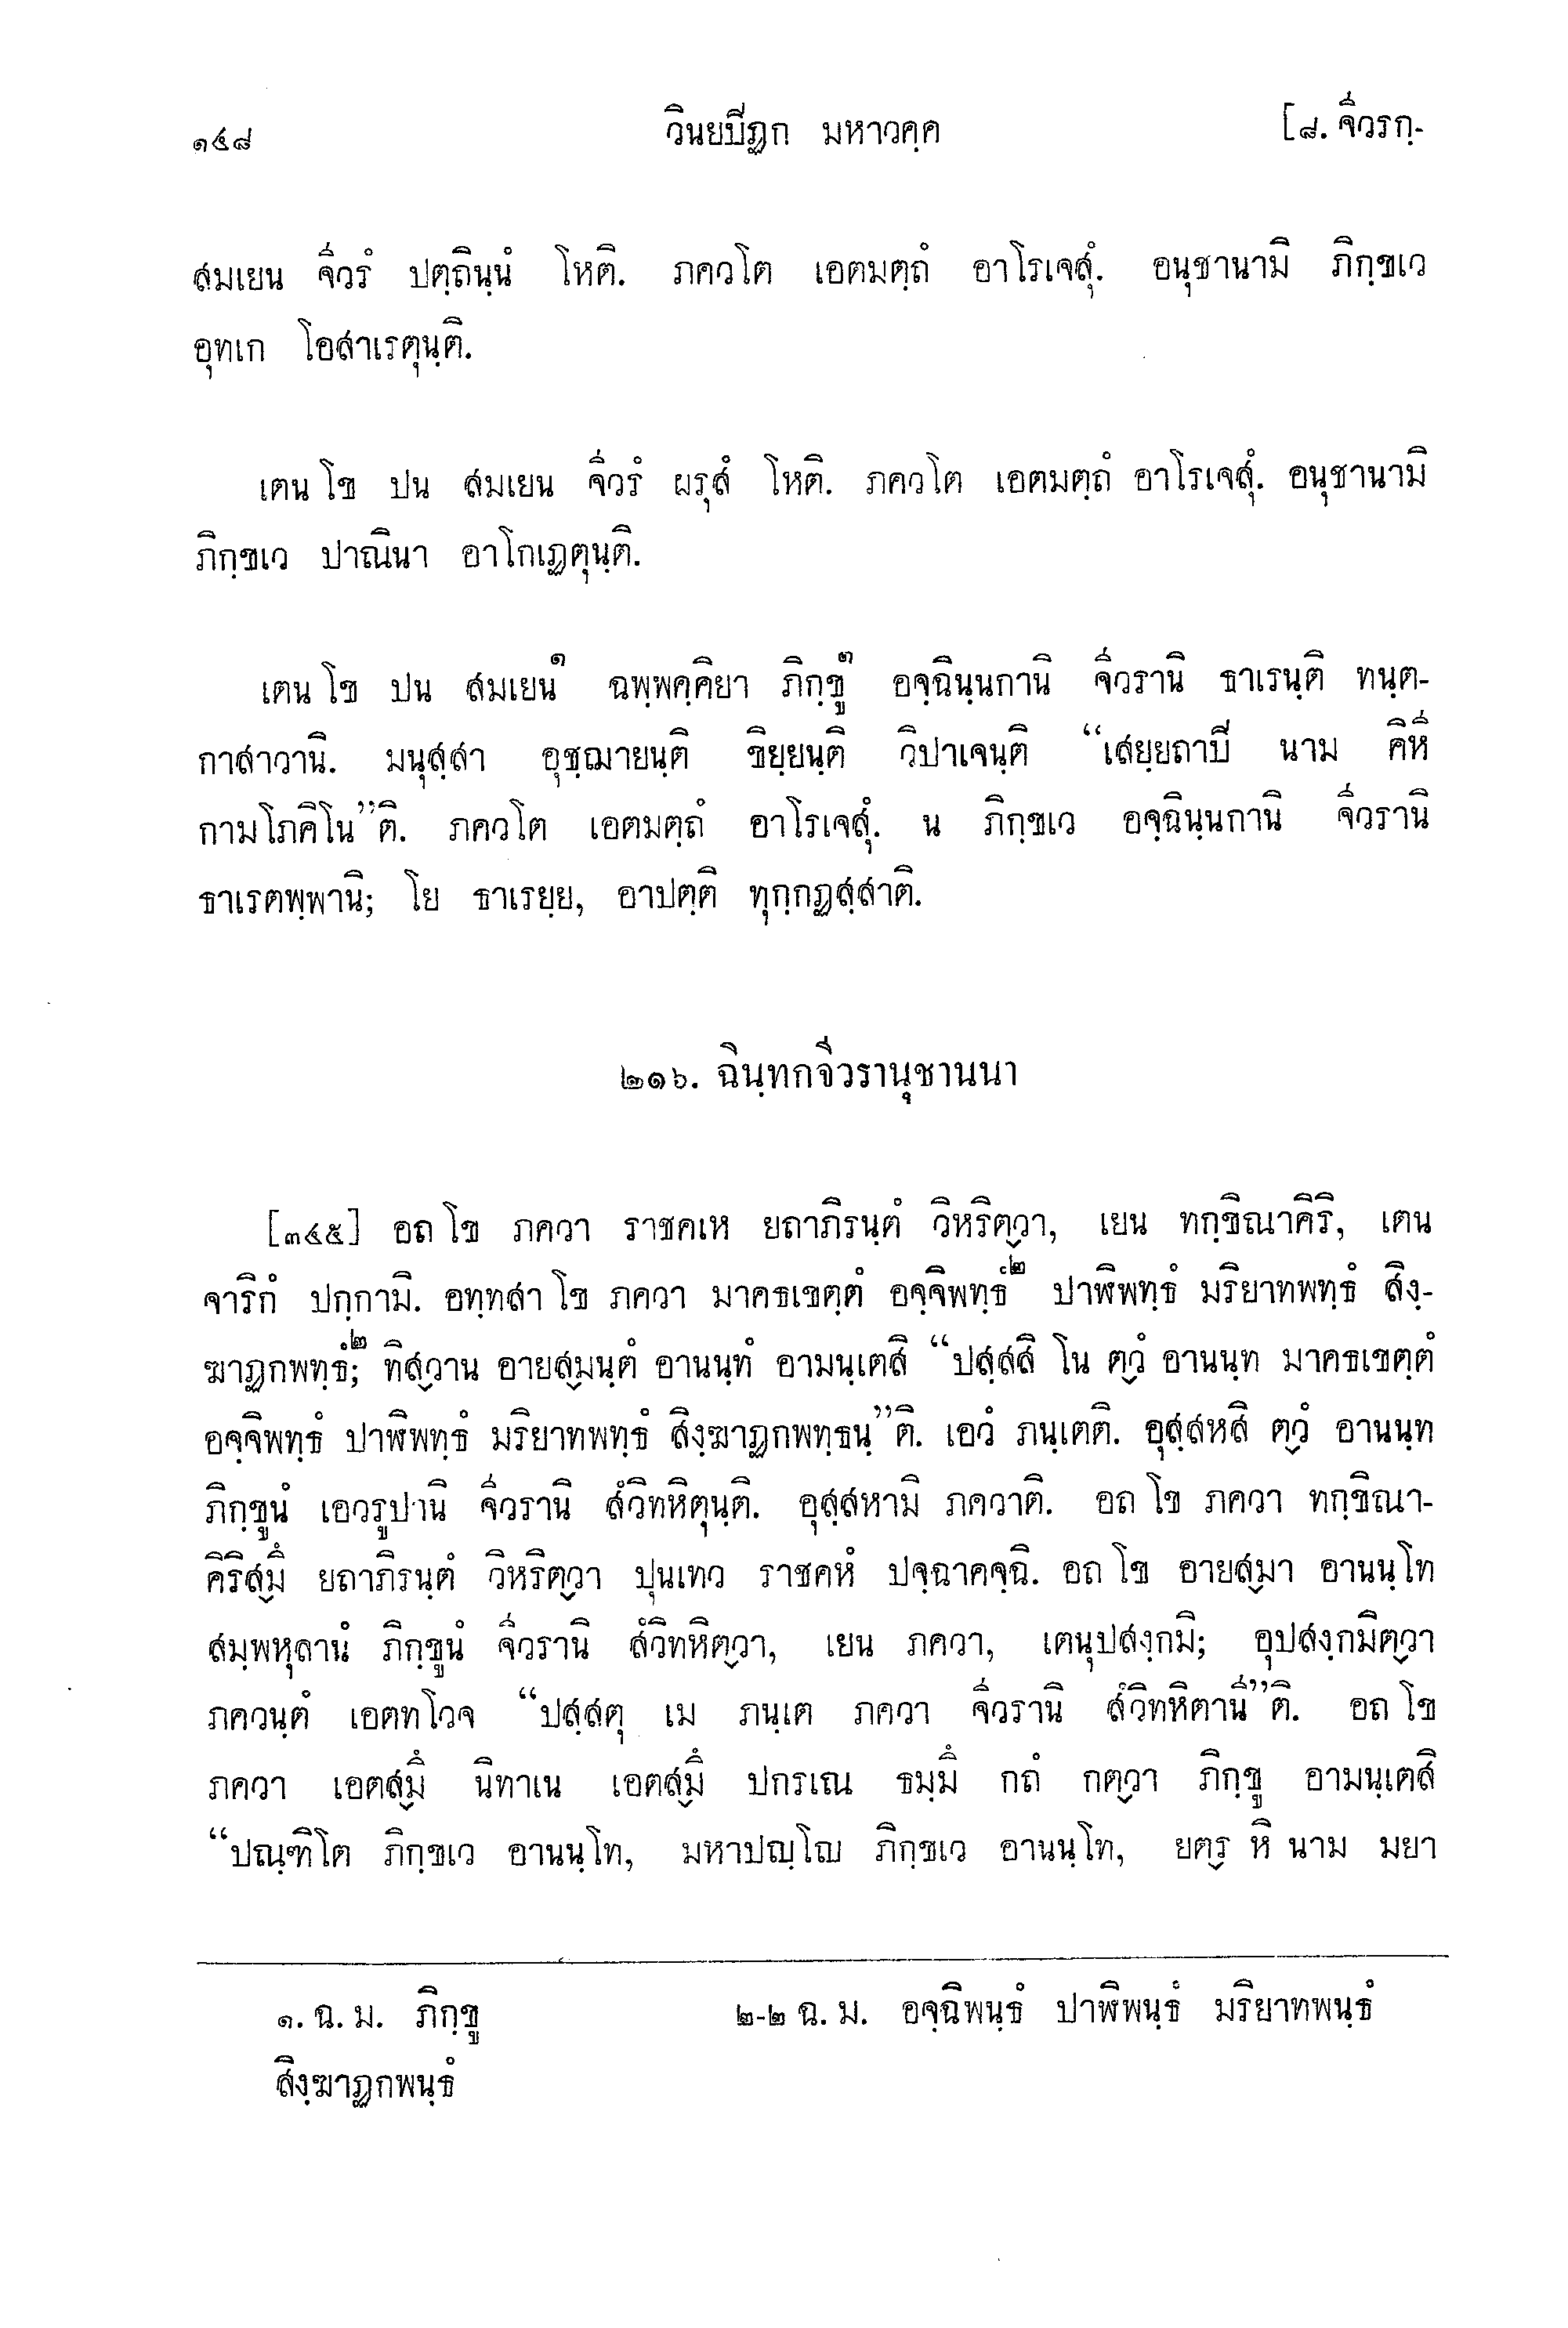 ๑๔๘ วินยปิฏก มหาวคฺค [๘. จีวรกฺ-
สมเยน จีวรํ ปตฺถินฺนํ โหติ. ภควโต เอตมตฺถํ อาโรเจสุํ. อนุชานามิ ภิกฺขเว
อุทเก โอสาเรตุนฺติ.
เตน โข ปน สมเยน จีวรํ ผรุสํ โหติ. ภควโต เอตมตฺถํ อาโรเจสุํ. อนุชานามิ
ภิกฺขเว ปาณินา อาโกเฏตุนฺติ.
เตน โข ปน สมเยน๑ ฉพฺพคฺคิยา ภิกฺขู๑ อจฺฉินฺนกานิ จีวรานิ ธาเรนฺติ ทนฺต-
กาสาวานิ. มนุสฺสา อุชฺฌายนฺติ ขิยฺยนฺติ วิปาเจนฺติ “เสยฺยถาปิ นาม คิหี
กามโภคิโน”ติ. ภควโต เอตมตฺถํ อาโรเจสุํ. น ภิกฺขเว อจฺฉินฺนกานิ จีวรานิ
ธาเรตพฺพานิ; โย ธาเรยฺย, อาปตฺติ ทุกฺกฏสฺสาติ.
๒๑๖. ฉินฺทกจีวรานุชานนา
[๓๔๕] อถ โข ภควา ราชคเห ยถาภิรนฺตํ วิหริตฺวา, เยน ทกฺขิณาคิริ, เตน
จาริกํ ปกฺกามิ. อทฺทสา โข ภควา มาคธเขตฺตํ อจฺจิพทฺธํ๒ ปาฬิพทฺธํ มริยาทพทฺธํ สิงฺ-
ฆาฏกพทฺธํ;๒ ทิสฺวาน อายสฺมนฺตํ อานนฺทํ อามนฺเตสิ “ปสฺสสิ โน ตฺวํ อานนฺท มาคธเขตฺตํ
อจฺจิพทฺธํ ปาฬิพทฺธํ มริยาทพทฺธํ สิงฺฆาฏกพทฺธนฺ”ติ. เอวํ ภนฺเตติ. อุสฺสหสิ ตฺวํ อานนฺท
ภิกฺขูนํ เอวรูปานิ จีวรานิ สํวิทหิตุนฺติ. อุสฺสหามิ ภควาติ. อถ โข ภควา ทกฺขิณา-
คิริสฺมึ ยถาภิรนฺตํ วิหริตฺวา ปุนเทว ราชคหํ ปจฺฉาคจฺฉิ. อถ โข อายสฺมา อานนฺโท
สมฺพหุลานํ ภิกฺขูนํ จีวรานิ สํวิทหิตฺวา, เยน ภควา, เตนุปสงฺกมิ; อุปสงฺกมิตฺวา
ภควนฺตํ เอตทโวจ “ปสฺสตุ เม ภนฺเต ภควา จีวรานิ สํวิทหิตานี”ติ. อถ โข
ภควา เอตสฺมึ นิทาเน เอตสฺมึ ปกรเณ ธมฺมึ กถํ กตฺวา ภิกฺขู อามนฺเตสิ
“ปณฺฑิโต ภิกฺขเว อานนฺโท, มหาปญฺโญ ภิกฺขเว อานนฺโท, ยตฺร หิ นาม มยา
๑. ฉ. ม. ภิกฺขู ๒-๒ ฉ. ม. อจฺฉิพนฺธํ ปาฬิพนฺธํ มริยาทพนฺธํ
สิงฺฆาฏกพนฺธํ